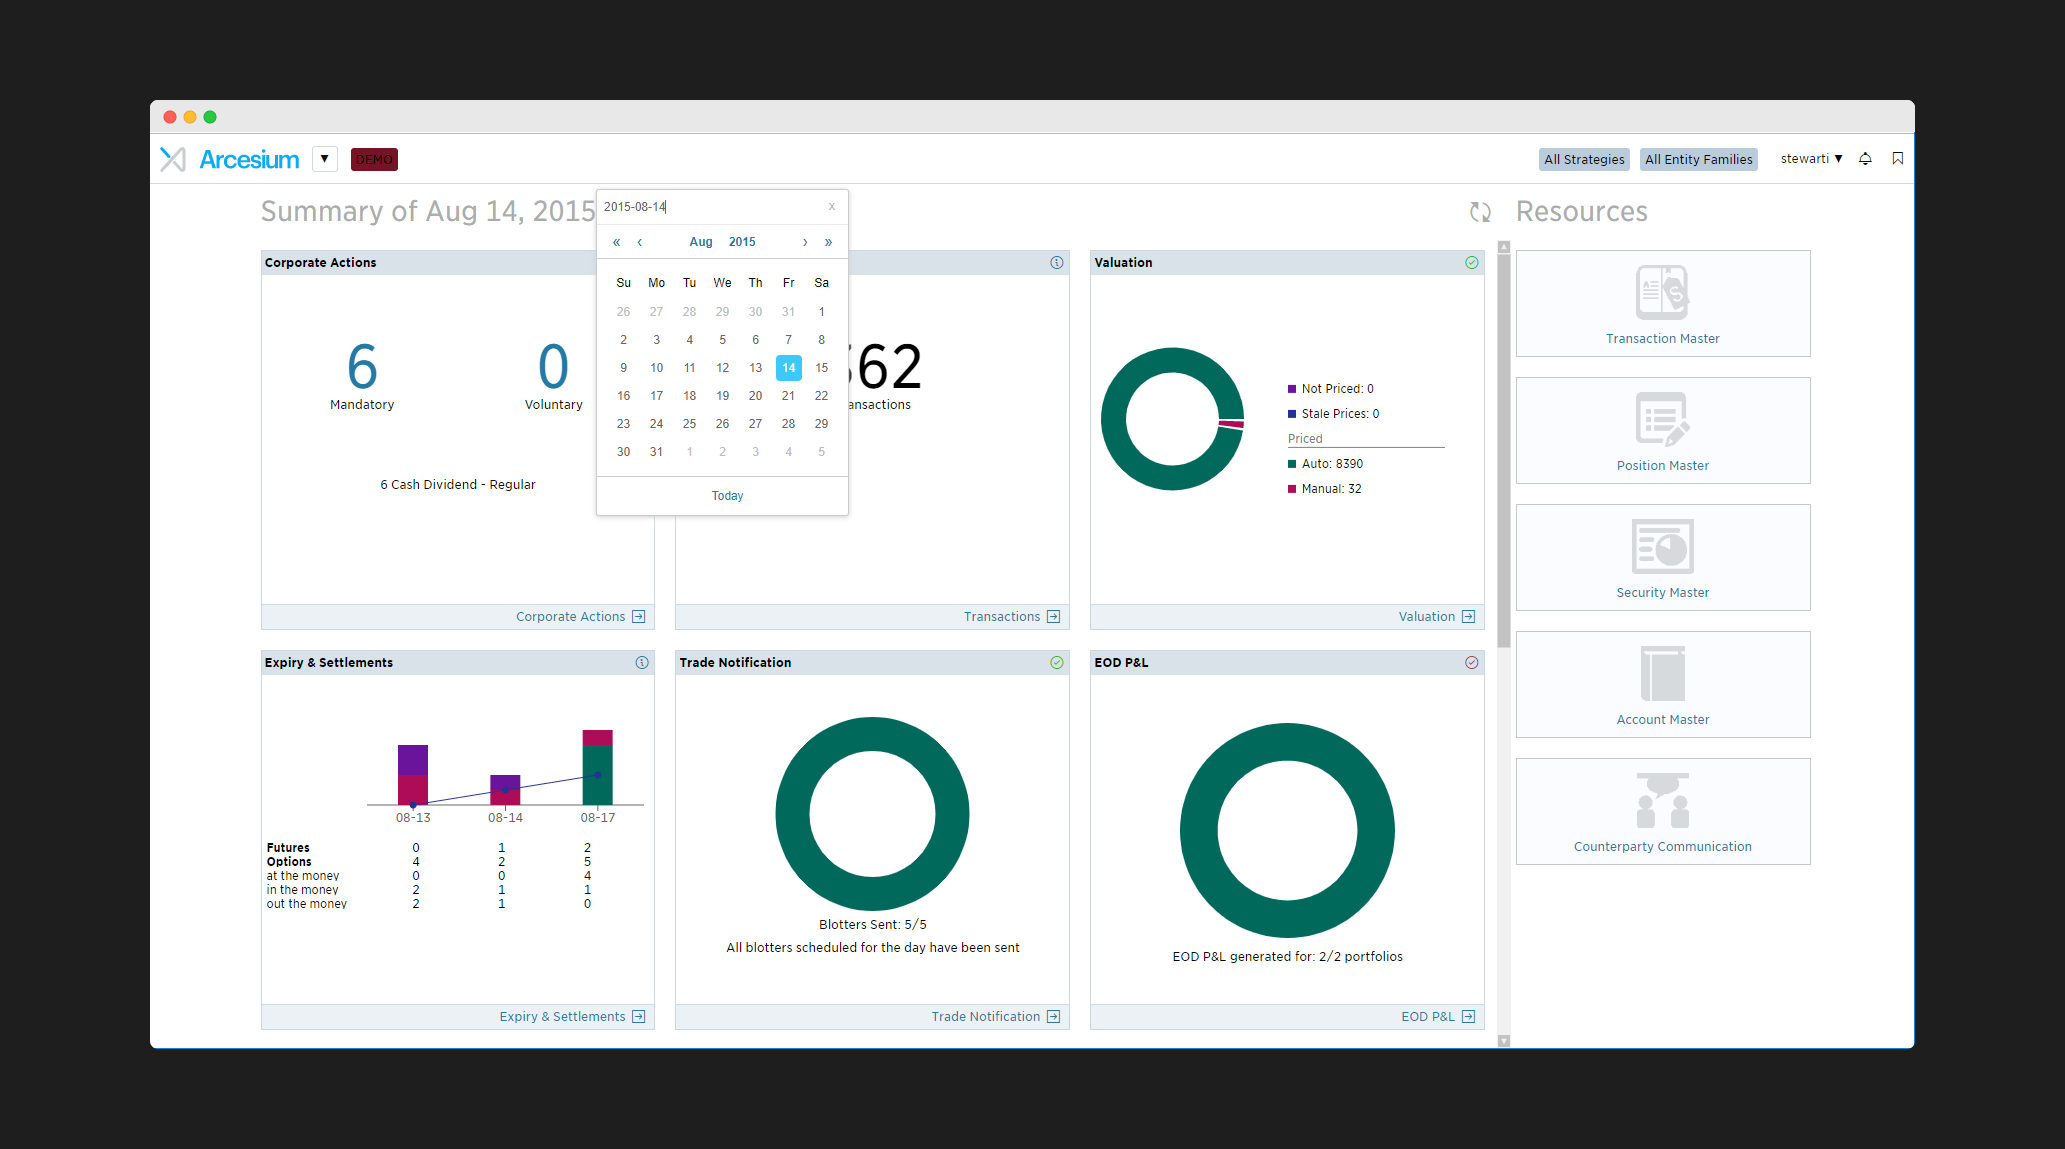 Arcesium ▼ DEMO All Strategies All Entity Families stewarti ▼
Summary of Aug 14, 2015
2015-08-14 x
« ‹ Aug 2015 › »
Su Mo Tu We Th Fr Sa
26 27 28 29 30 31 1
2 3 4 5 6 7 8
9 10 11 12 13 14 15
16 17 18 19 20 21 22
23 24 25 26 27 28 29
30 31 1 2 3 4 5
Today
Corporate Actions
6 0
Mandatory Voluntary
6 Cash Dividend - Regular
Corporate Actions
62
Transactions
Valuation
Not Priced: 0
Stale Prices: 0
Priced
Auto: 8390
Manual: 32
Valuation
Expiry & Settlements
08-13 08-14 08-17
Futures 0 1 2
Options 4 2 5
at the money 0 0 4
in the money 2 1 1
out the money 2 1 0
Expiry & Settlements
Trade Notification
Blotters Sent: 5/5
All blotters scheduled for the day have been sent
Trade Notification
EOD P&L
EOD P&L generated for: 2/2 portfolios
EOD P&L
Resources
Transaction Master
Position Master
Security Master
Account Master
Counterparty Communication